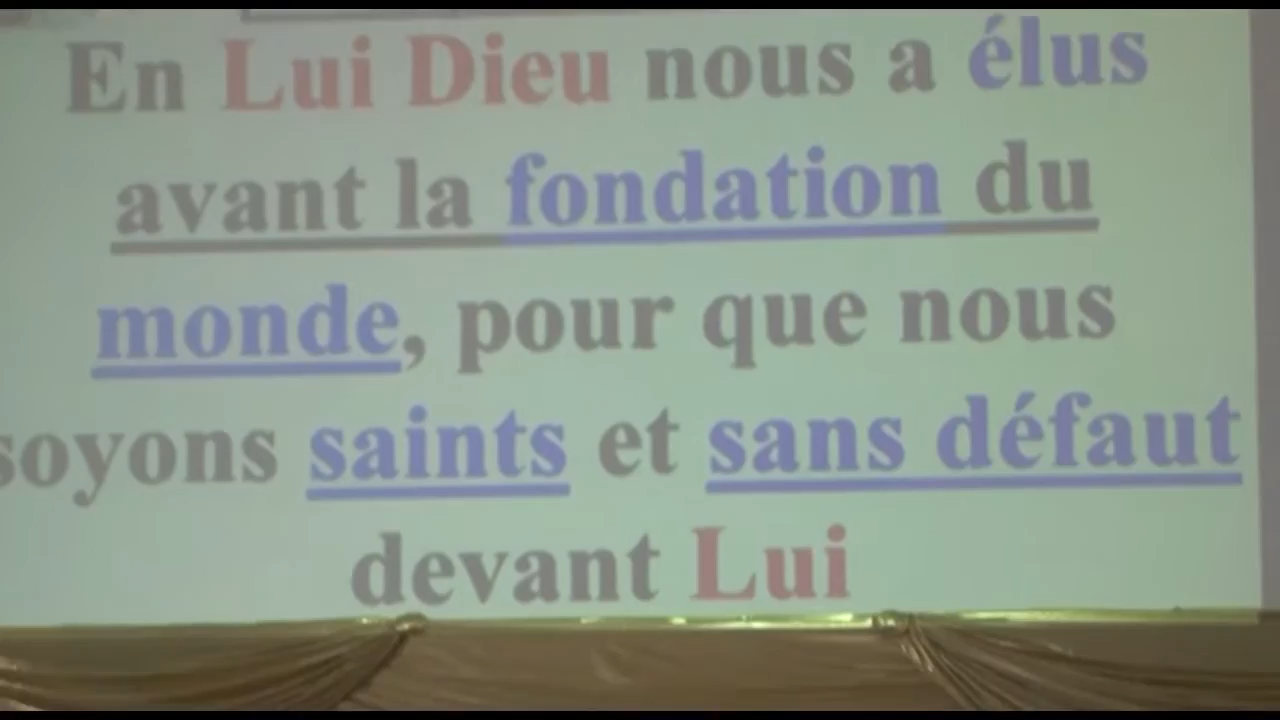 En Lui Dieu nous a élus
avant la fondation du
monde, pour que nous
soyons saints et sans défaut
devant Lui